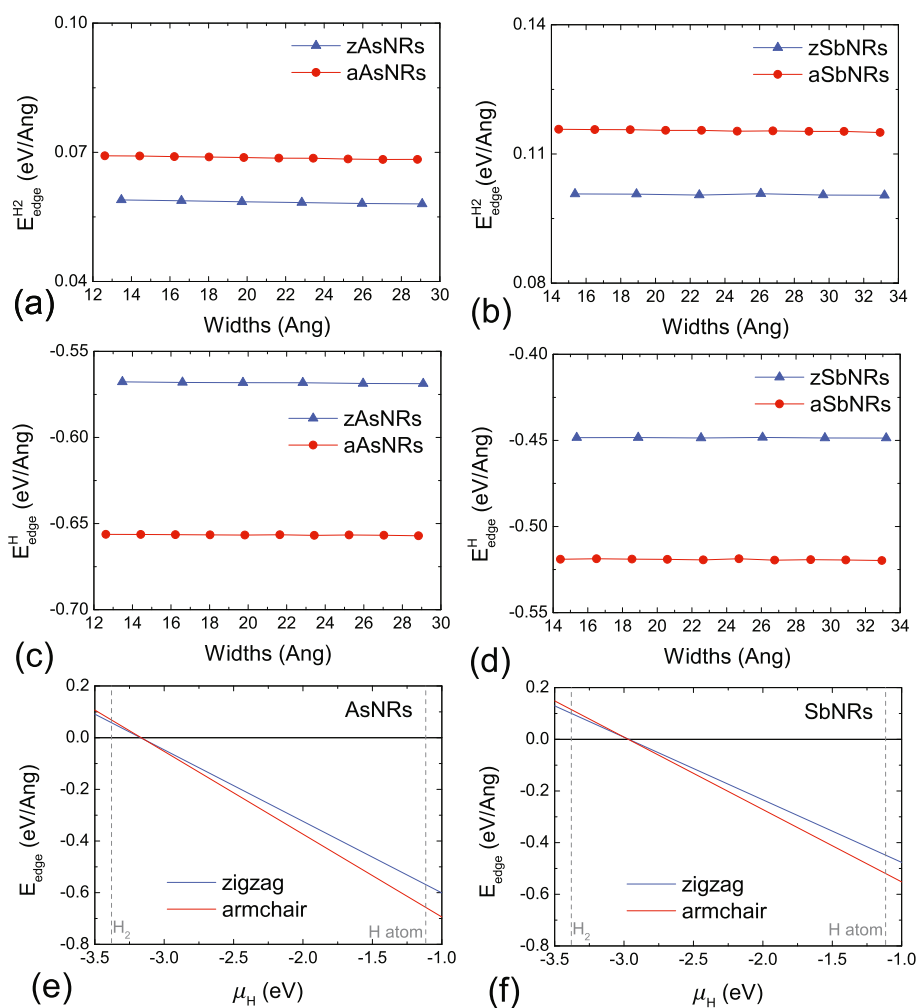 0.10
0.07
0.04
E_edge^H2 (eV/Ang)
zAsNRs
aAsNRs
12 14 16 18 20 22 24 26 28 30
Widths (Ang)
(a)
0.14
0.11
0.08
E_edge^H2 (eV/Ang)
zSbNRs
aSbNRs
14 16 18 20 22 24 26 28 30 32 34
Widths (Ang)
(b)
-0.55
-0.60
-0.65
-0.70
E_edge^H (eV/Ang)
zAsNRs
aAsNRs
12 14 16 18 20 22 24 26 28 30
Widths (Ang)
(c)
-0.40
-0.45
-0.50
-0.55
E_edge^H (eV/Ang)
zSbNRs
aSbNRs
14 16 18 20 22 24 26 28 30 32 34
Widths (Ang)
(d)
0.2
0.0
-0.2
-0.4
-0.6
-0.8
E_edge (eV/Ang)
AsNRs
zigzag
armchair
H₂
H atom
-3.5 -3.0 -2.5 -2.0 -1.5 -1.0
μ_H (eV)
(e)
0.2
0.0
-0.2
-0.4
-0.6
-0.8
E_edge (eV/Ang)
SbNRs
zigzag
armchair
H₂
H atom
-3.5 -3.0 -2.5 -2.0 -1.5 -1.0
μ_H (eV)
(f)